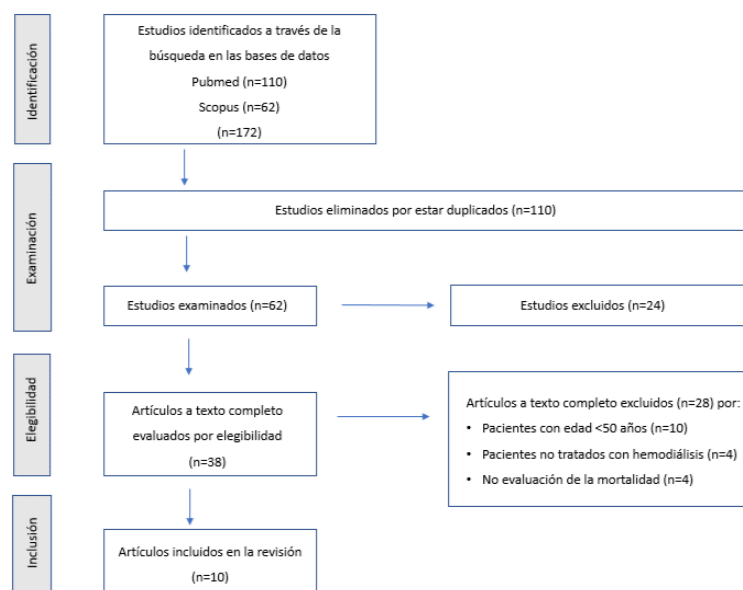 Identificación
Estudios identificados a través de la
búsqueda en las bases de datos
Pubmed (n=110)
Scopus (n=62)
(n=172)
Examinación
Estudios eliminados por estar duplicados (n=110)
Estudios examinados (n=62)
Estudios excluidos (n=24)
Elegibilidad
Artículos a texto completo
evaluados por elegibilidad
(n=38)
Artículos a texto completo excluidos (n=28) por:
• Pacientes con edad <50 años (n=10)
• Pacientes no tratados con hemodiálisis (n=4)
• No evaluación de la mortalidad (n=4)
Inclusión
Artículos incluidos en la revisión
(n=10)